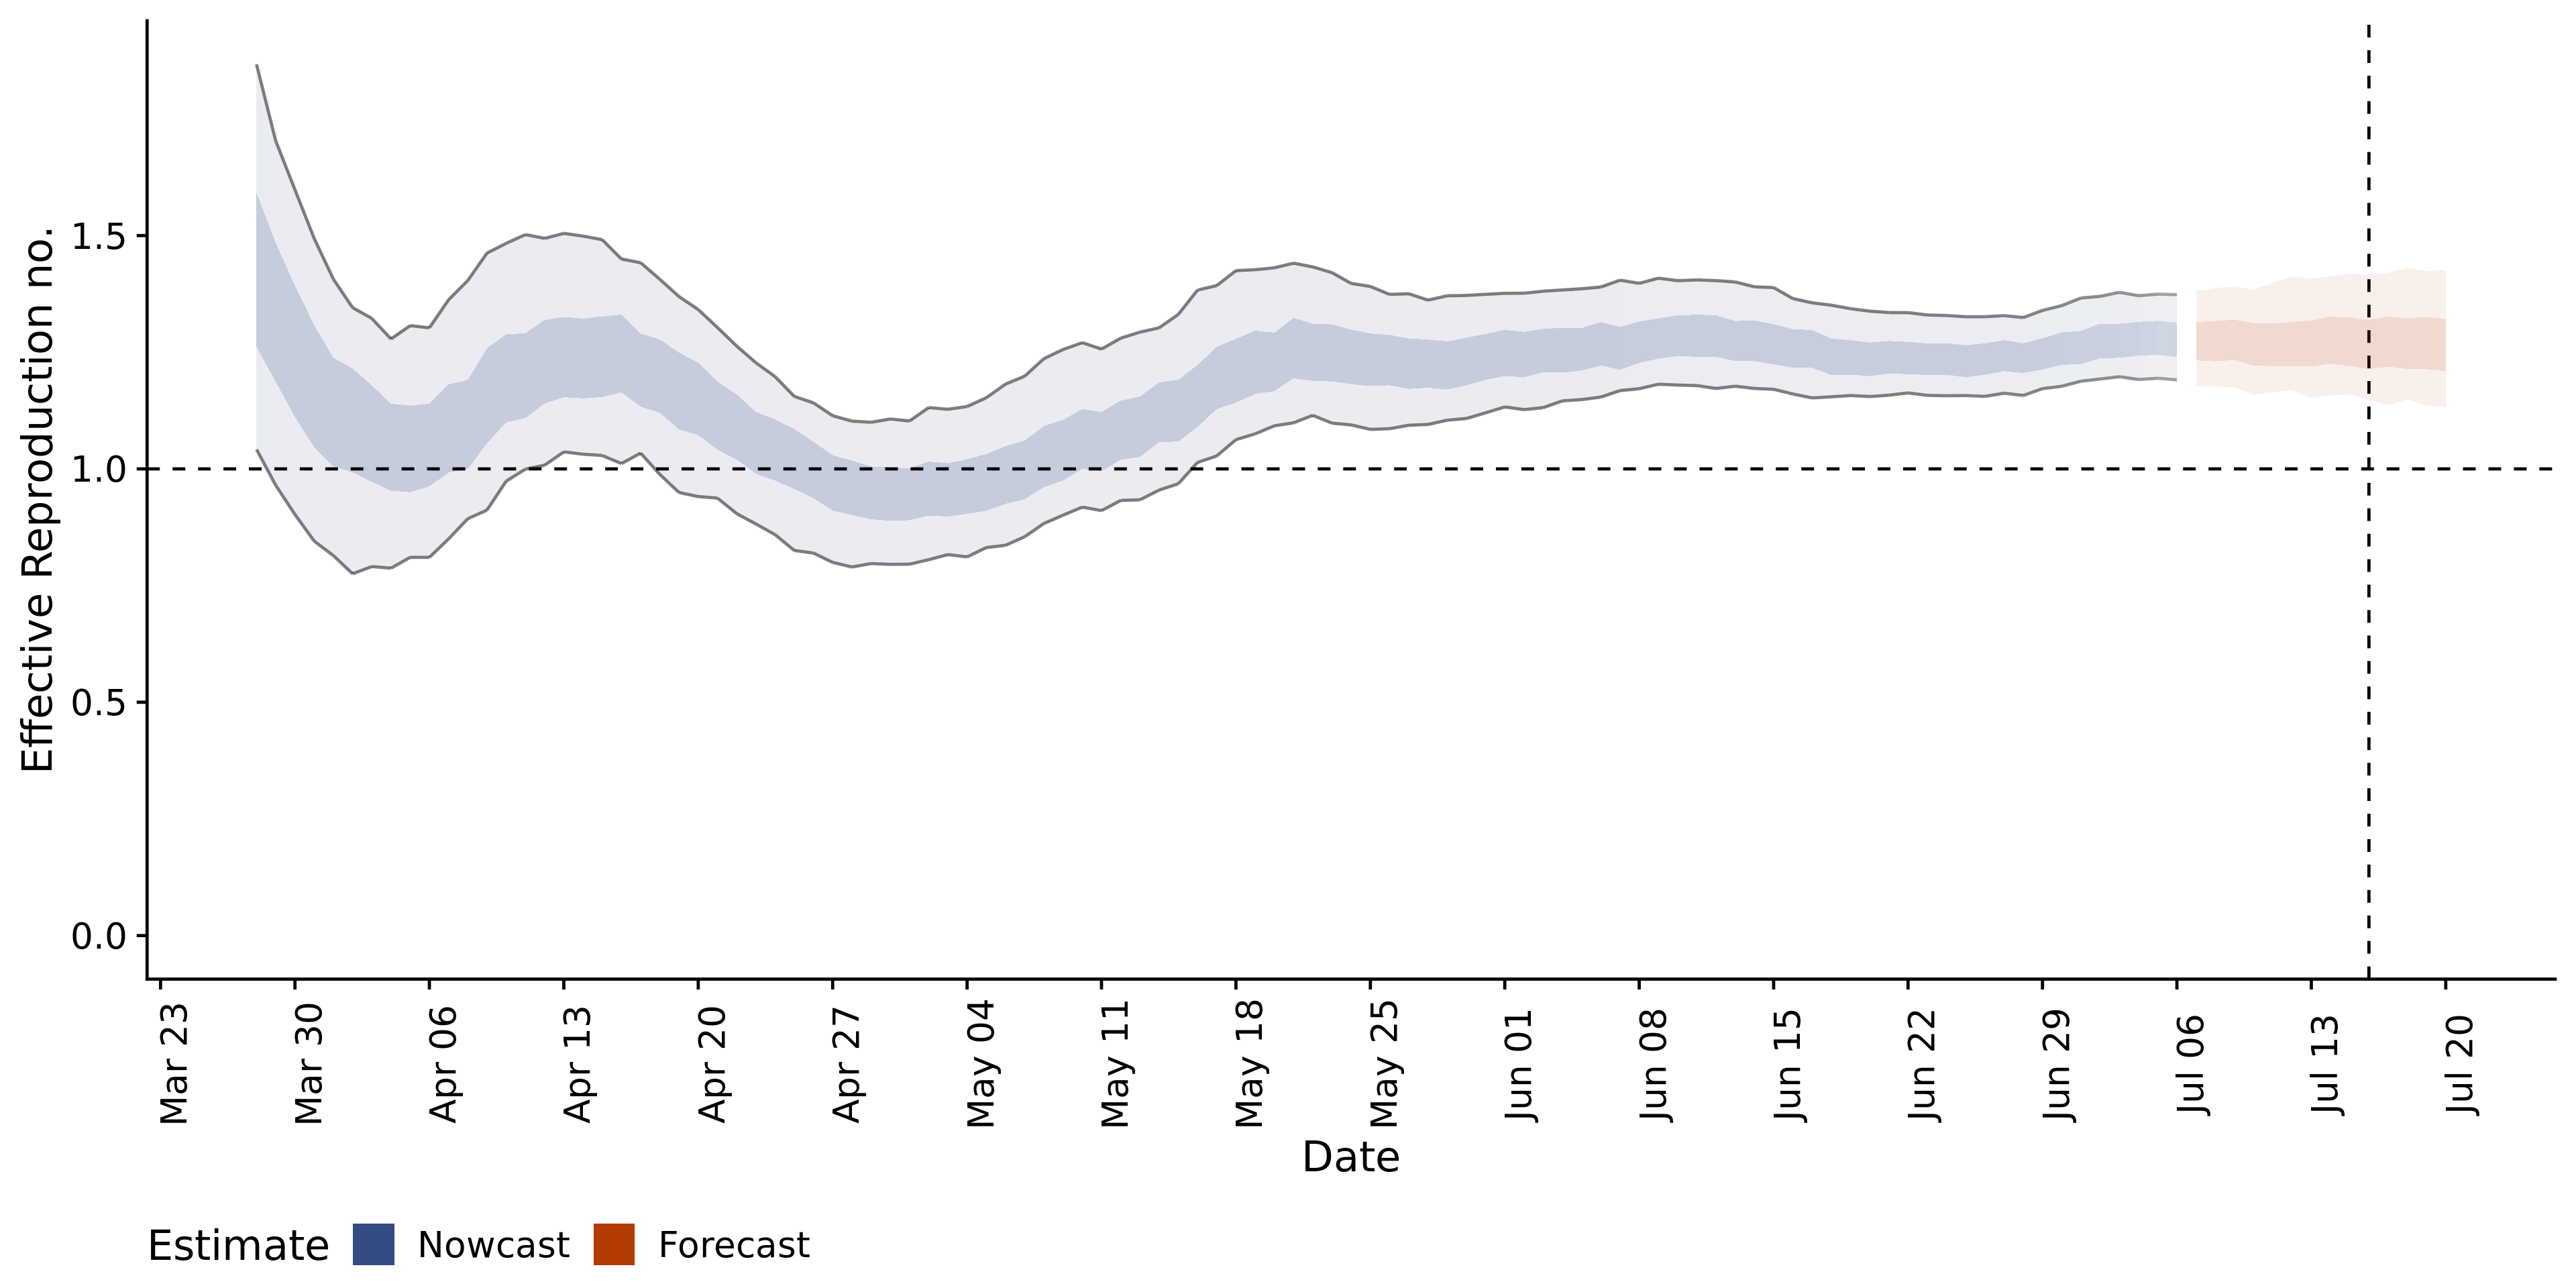 Effective Reproduction no.
1.5
1.0
0.5
0.0
Mar 23
Mar 30
Apr 06
Apr 13
Apr 20
Apr 27
May 04
May 11
May 18
May 25
Jun 01
Jun 08
Jun 15
Jun 22
Jun 29
Jul 06
Jul 13
Jul 20
Date
Estimate Nowcast Forecast